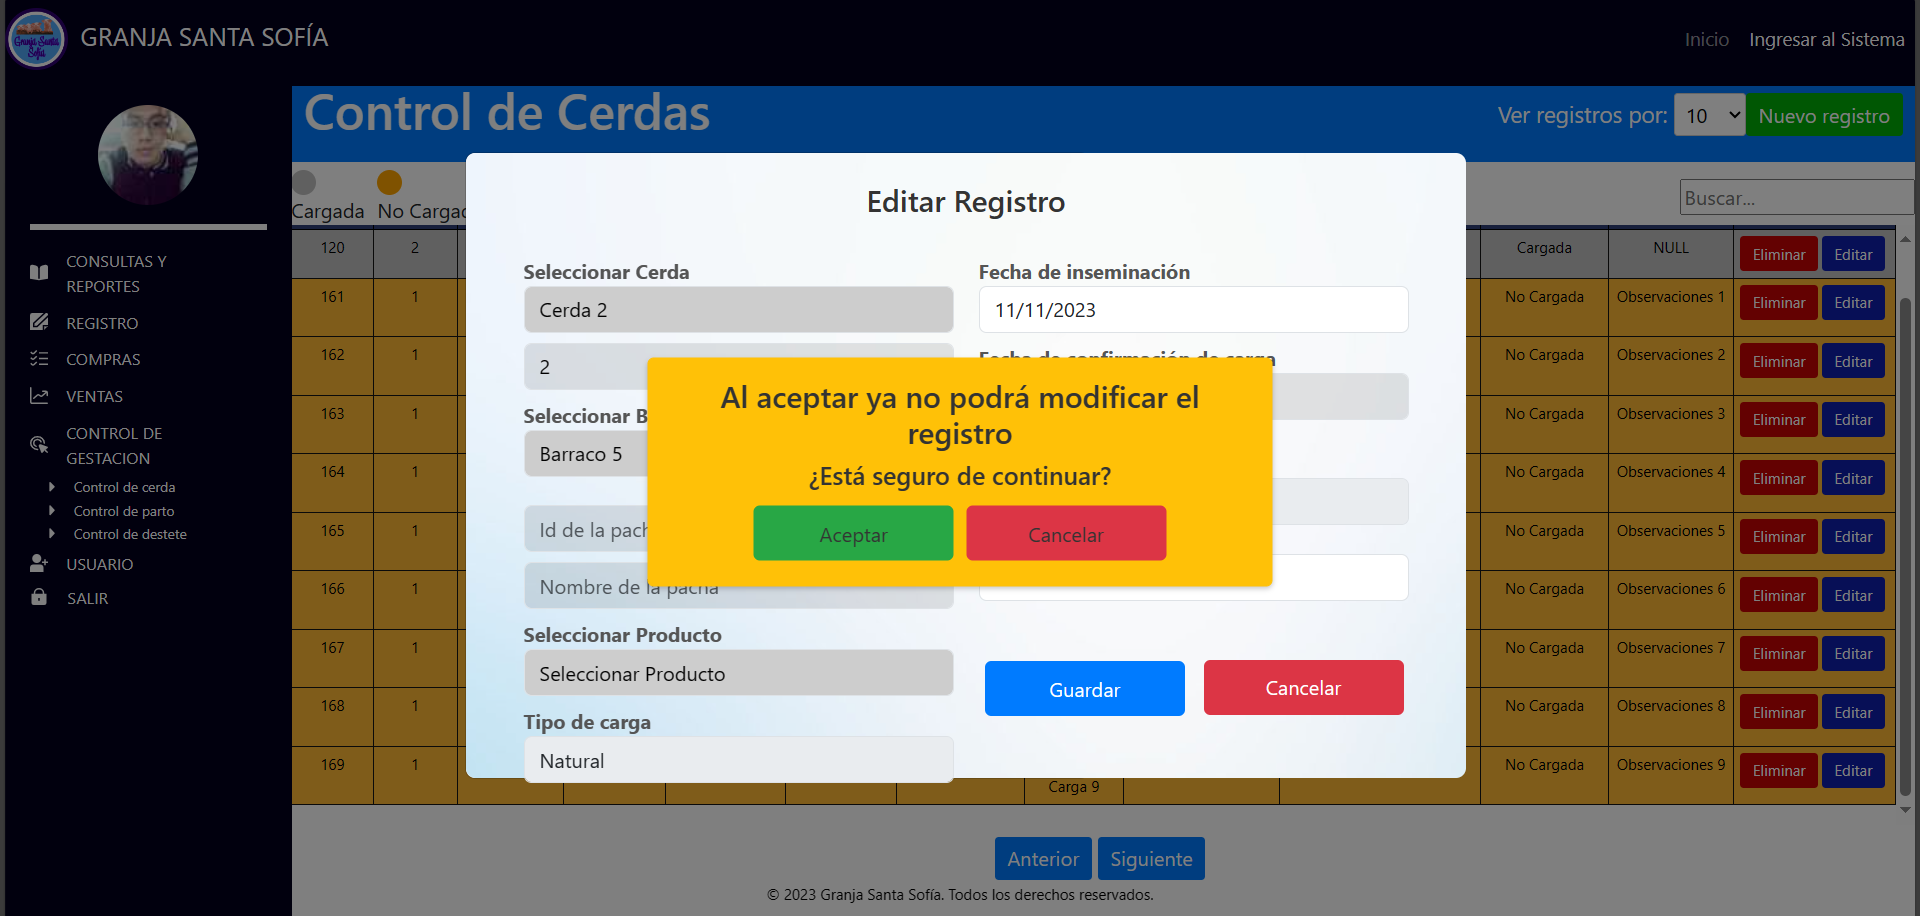 Granja Santa Sofía
GRANJA SANTA SOFÍA
Inicio
Ingresar al Sistema
CONSULTAS Y
REPORTES
REGISTRO
COMPRAS
VENTAS
CONTROL DE
GESTACION
Control de cerda
Control de parto
Control de destete
USUARIO
SALIR
Control de Cerdas
Ver registros por:
10
Nuevo registro
Cargada
No Cargad
Buscar...
Editar Registro
Seleccionar Cerda
Cerda 2
2
Seleccionar B
Barraco 5
Id de la pach
Nombre de la pacha
Seleccionar Producto
Seleccionar Producto
Tipo de carga
Natural
Fecha de inseminación
11/11/2023
Fecha de confirmación de carga
Guardar
Cancelar
Al aceptar ya no podrá modificar el
registro
¿Está seguro de continuar?
Aceptar
Cancelar
120 2 Cargada NULL Eliminar Editar
161 1 No Cargada Observaciones 1 Eliminar Editar
162 1 No Cargada Observaciones 2 Eliminar Editar
163 1 No Cargada Observaciones 3 Eliminar Editar
164 1 No Cargada Observaciones 4 Eliminar Editar
165 1 No Cargada Observaciones 5 Eliminar Editar
166 1 No Cargada Observaciones 6 Eliminar Editar
167 1 No Cargada Observaciones 7 Eliminar Editar
168 1 No Cargada Observaciones 8 Eliminar Editar
169 1 No Cargada Observaciones 9 Eliminar Editar
Carga 9
Anterior
Siguiente
© 2023 Granja Santa Sofía. Todos los derechos reservados.